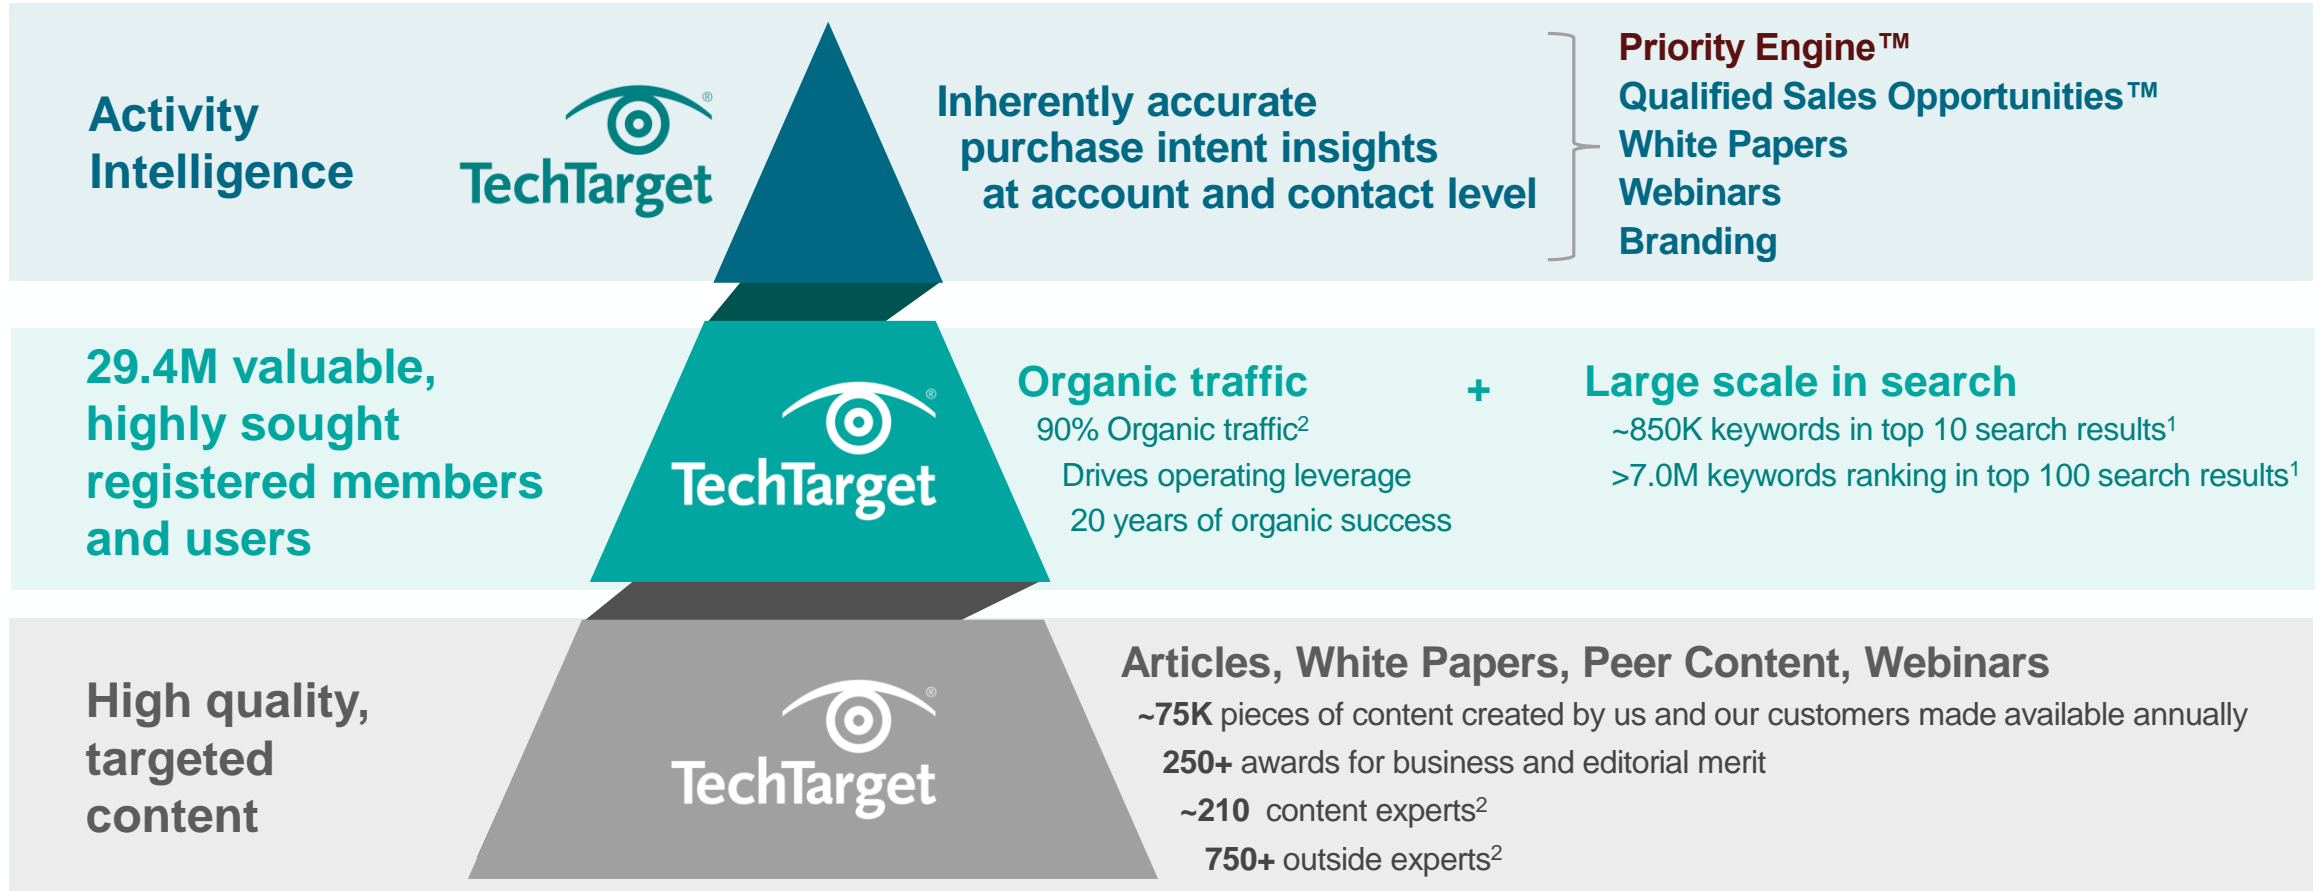 Activity
Intelligence
TechTarget®
Inherently accurate
purchase intent insights
at account and contact level
Priority Engine™
Qualified Sales Opportunities™
White Papers
Webinars
Branding
29.4M valuable,
highly sought
registered members
and users
TechTarget®
Organic traffic
90% Organic traffic²
Drives operating leverage
20 years of organic success
+
Large scale in search
~850K keywords in top 10 search results¹
>7.0M keywords ranking in top 100 search results¹
High quality,
targeted
content
TechTarget®
Articles, White Papers, Peer Content, Webinars
~75K pieces of content created by us and our customers made available annually
250+ awards for business and editorial merit
~210 content experts²
750+ outside experts²